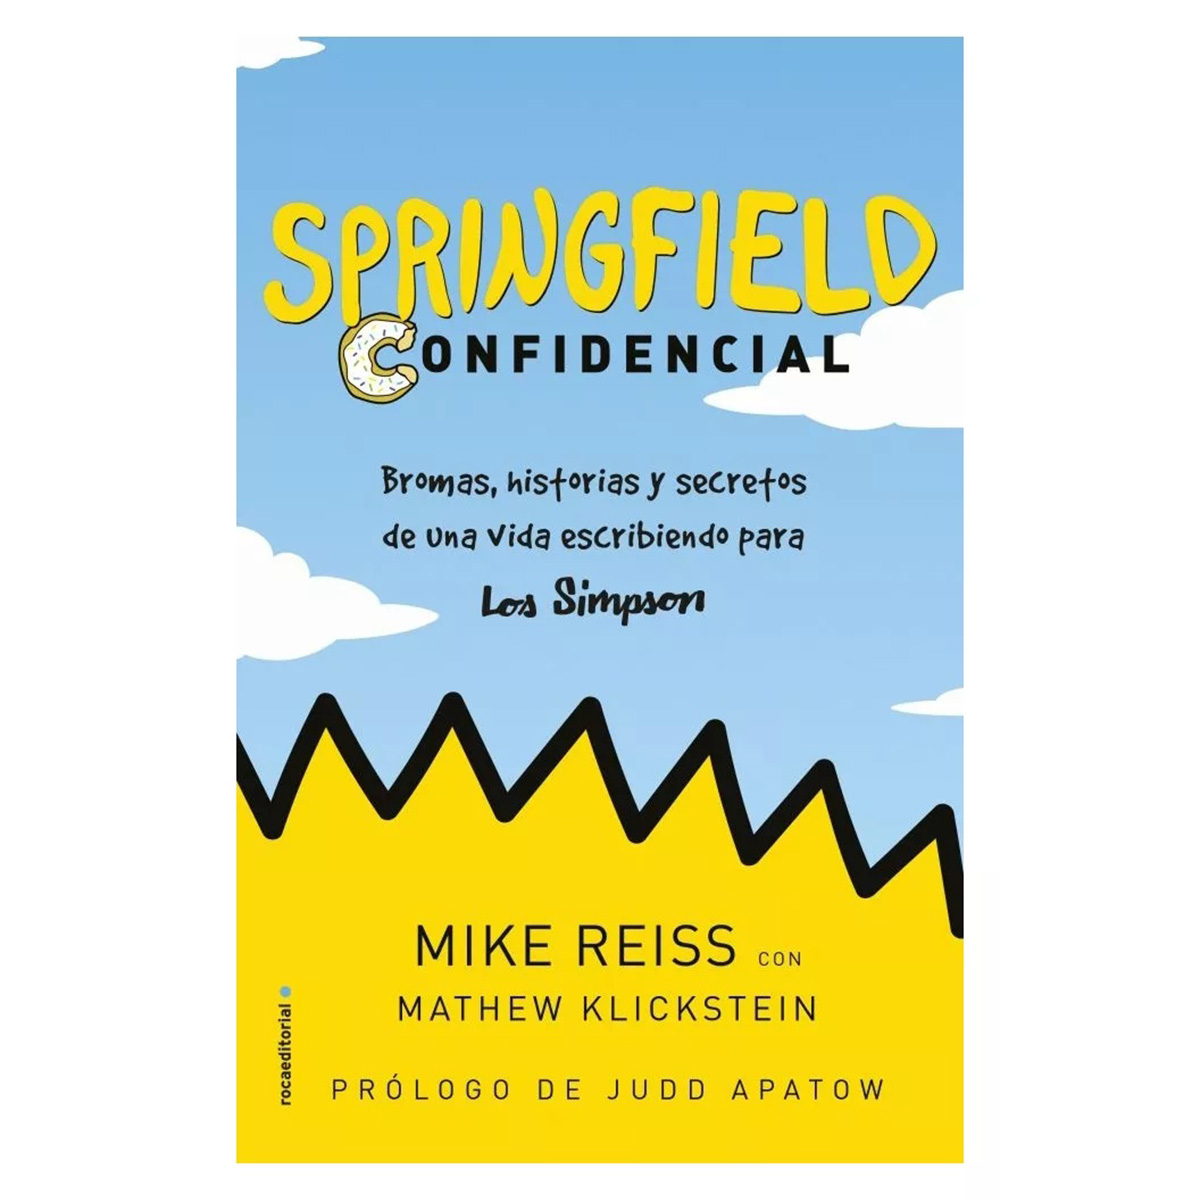 SPRINGFIELD
CONFIDENCIAL
Bromas, historias y secretos
de una vida escribiendo para
Los Simpson
MIKE REISS CON
MATHEW KLICKSTEIN
PRÓLOGO DE JUDD APATOW
rocaeditorial